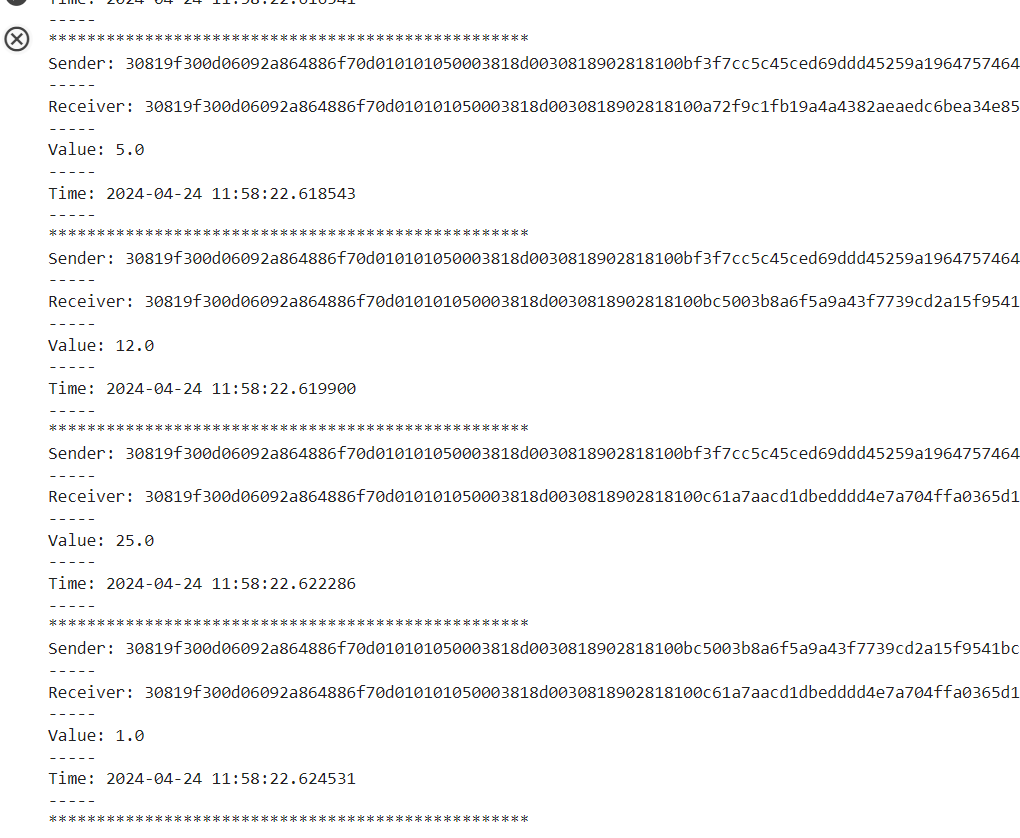 Time: 2024-04-24 11:58:22.616941
-----
**************************************************
Sender: 30819f300d06092a864886f70d010101050003818d0030818902818100bf3f7cc5c45ced69ddd45259a1964757464
-----
Receiver: 30819f300d06092a864886f70d010101050003818d0030818902818100a72f9c1fb19a4a4382aeaedc6bea34e85
-----
Value: 5.0
-----
Time: 2024-04-24 11:58:22.618543
-----
**************************************************
Sender: 30819f300d06092a864886f70d010101050003818d0030818902818100bf3f7cc5c45ced69ddd45259a1964757464
-----
Receiver: 30819f300d06092a864886f70d010101050003818d0030818902818100bc5003b8a6f5a9a43f7739cd2a15f9541
-----
Value: 12.0
-----
Time: 2024-04-24 11:58:22.619900
-----
**************************************************
Sender: 30819f300d06092a864886f70d010101050003818d0030818902818100bf3f7cc5c45ced69ddd45259a1964757464
-----
Receiver: 30819f300d06092a864886f70d010101050003818d0030818902818100c61a7aacd1dbedddd4e7a704ffa0365d1
-----
Value: 25.0
-----
Time: 2024-04-24 11:58:22.622286
-----
**************************************************
Sender: 30819f300d06092a864886f70d010101050003818d0030818902818100bc5003b8a6f5a9a43f7739cd2a15f9541bc
-----
Receiver: 30819f300d06092a864886f70d010101050003818d0030818902818100c61a7aacd1dbedddd4e7a704ffa0365d1
-----
Value: 1.0
-----
Time: 2024-04-24 11:58:22.624531
-----
**************************************************